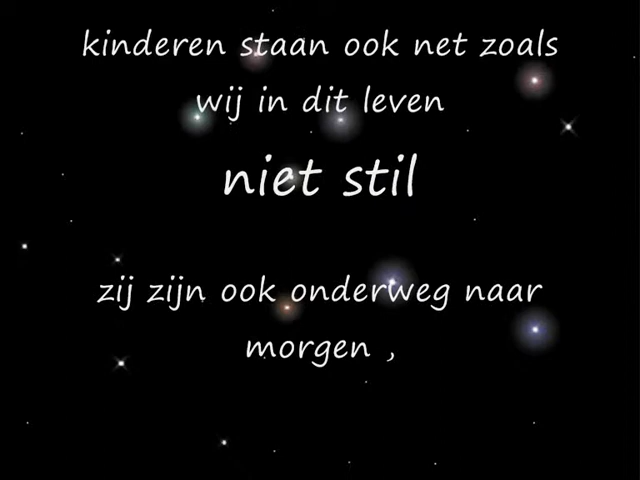 kinderen staan ook net zoals
wij in dit leven
niet stil
zij zijn ook onderweg naar
morgen ,